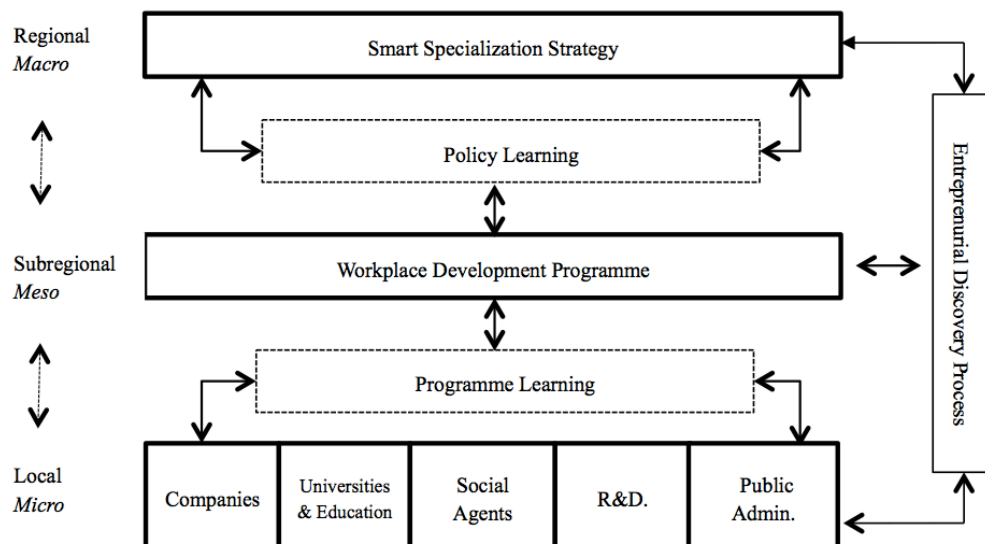 Regional
Macro
Smart Specialization Strategy
Policy Learning
Subregional
Meso
Workplace Development Programme
Programme Learning
Local
Micro
Companies
Universities
& Education
Social
Agents
R&D.
Public
Admin.
Entreprenurial Discovery Process